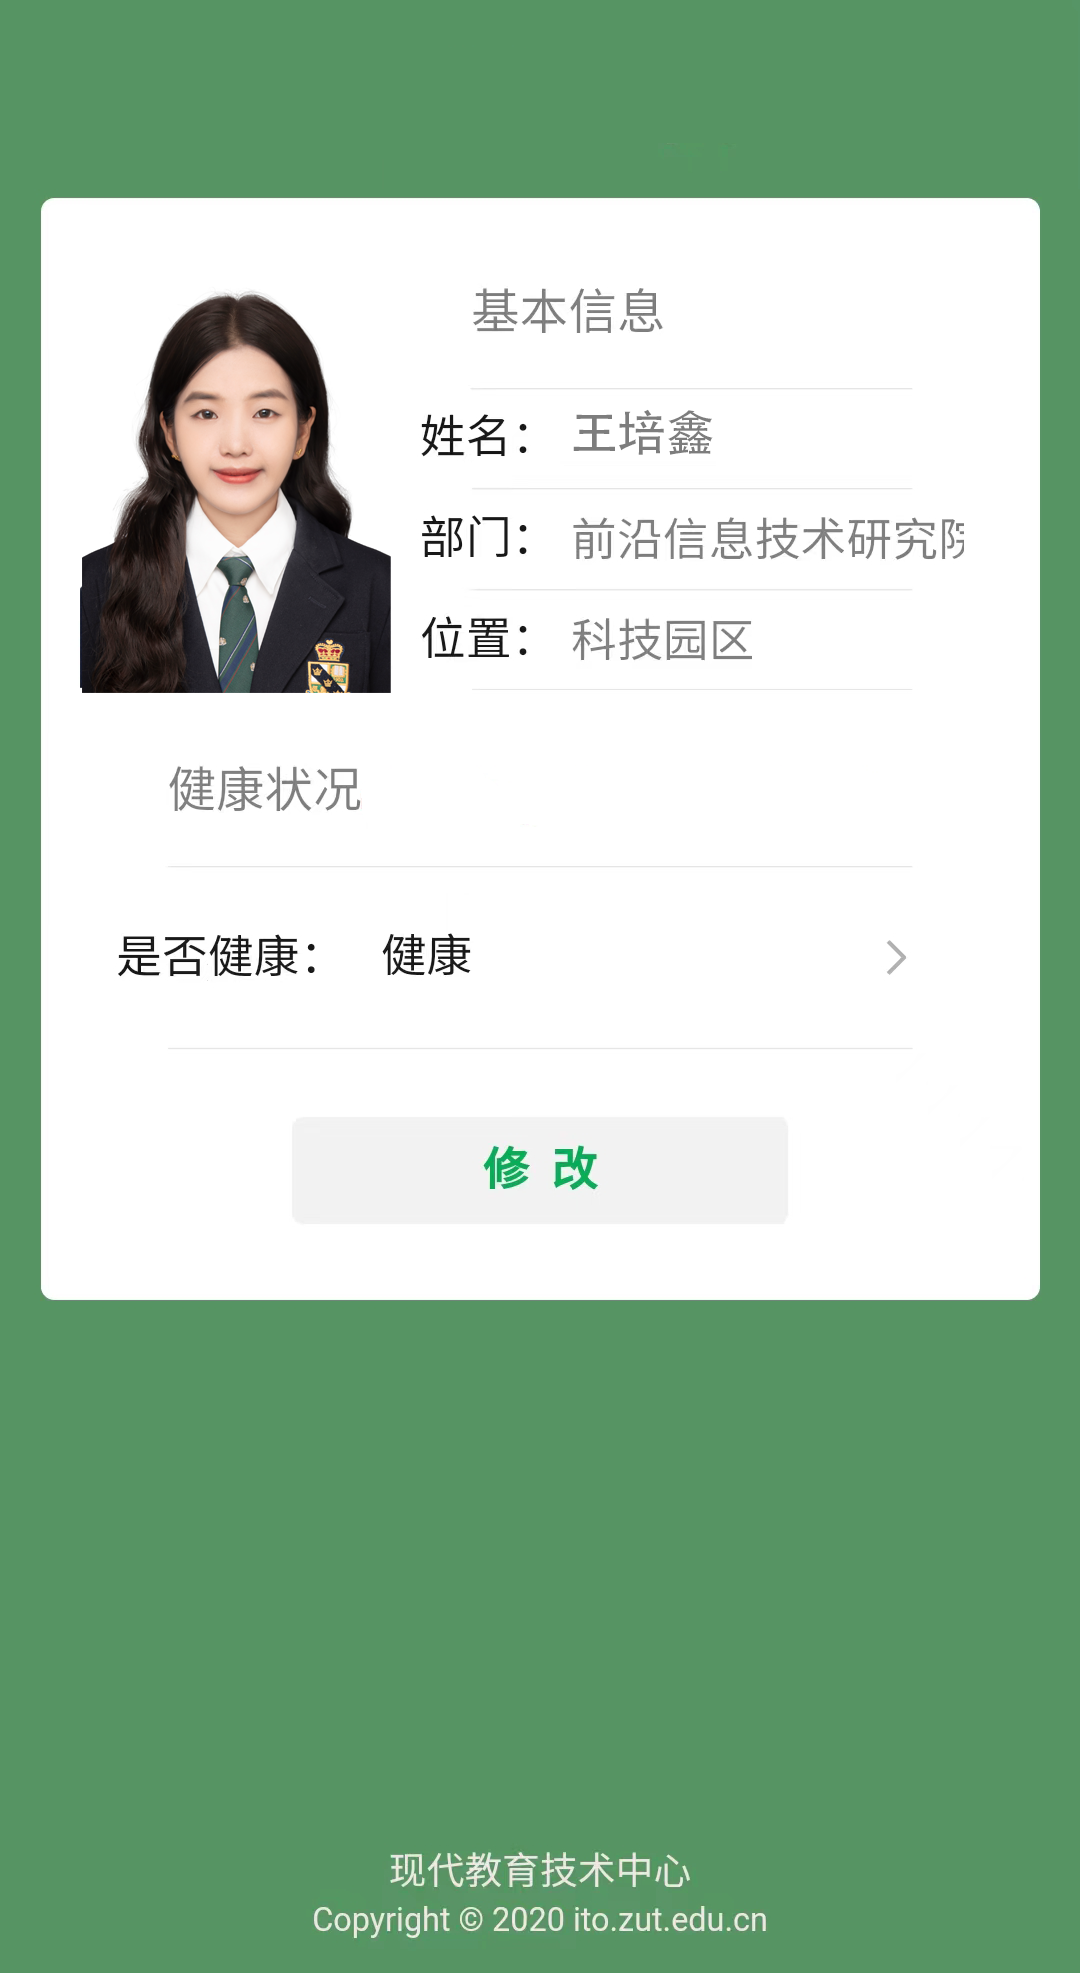 基本信息
姓名： 王培鑫
部门： 前沿信息技术研究院
位置： 科技园区
健康状况
是否健康： 健康
修 改
现代教育技术中心
Copyright © 2020 ito.zut.edu.cn